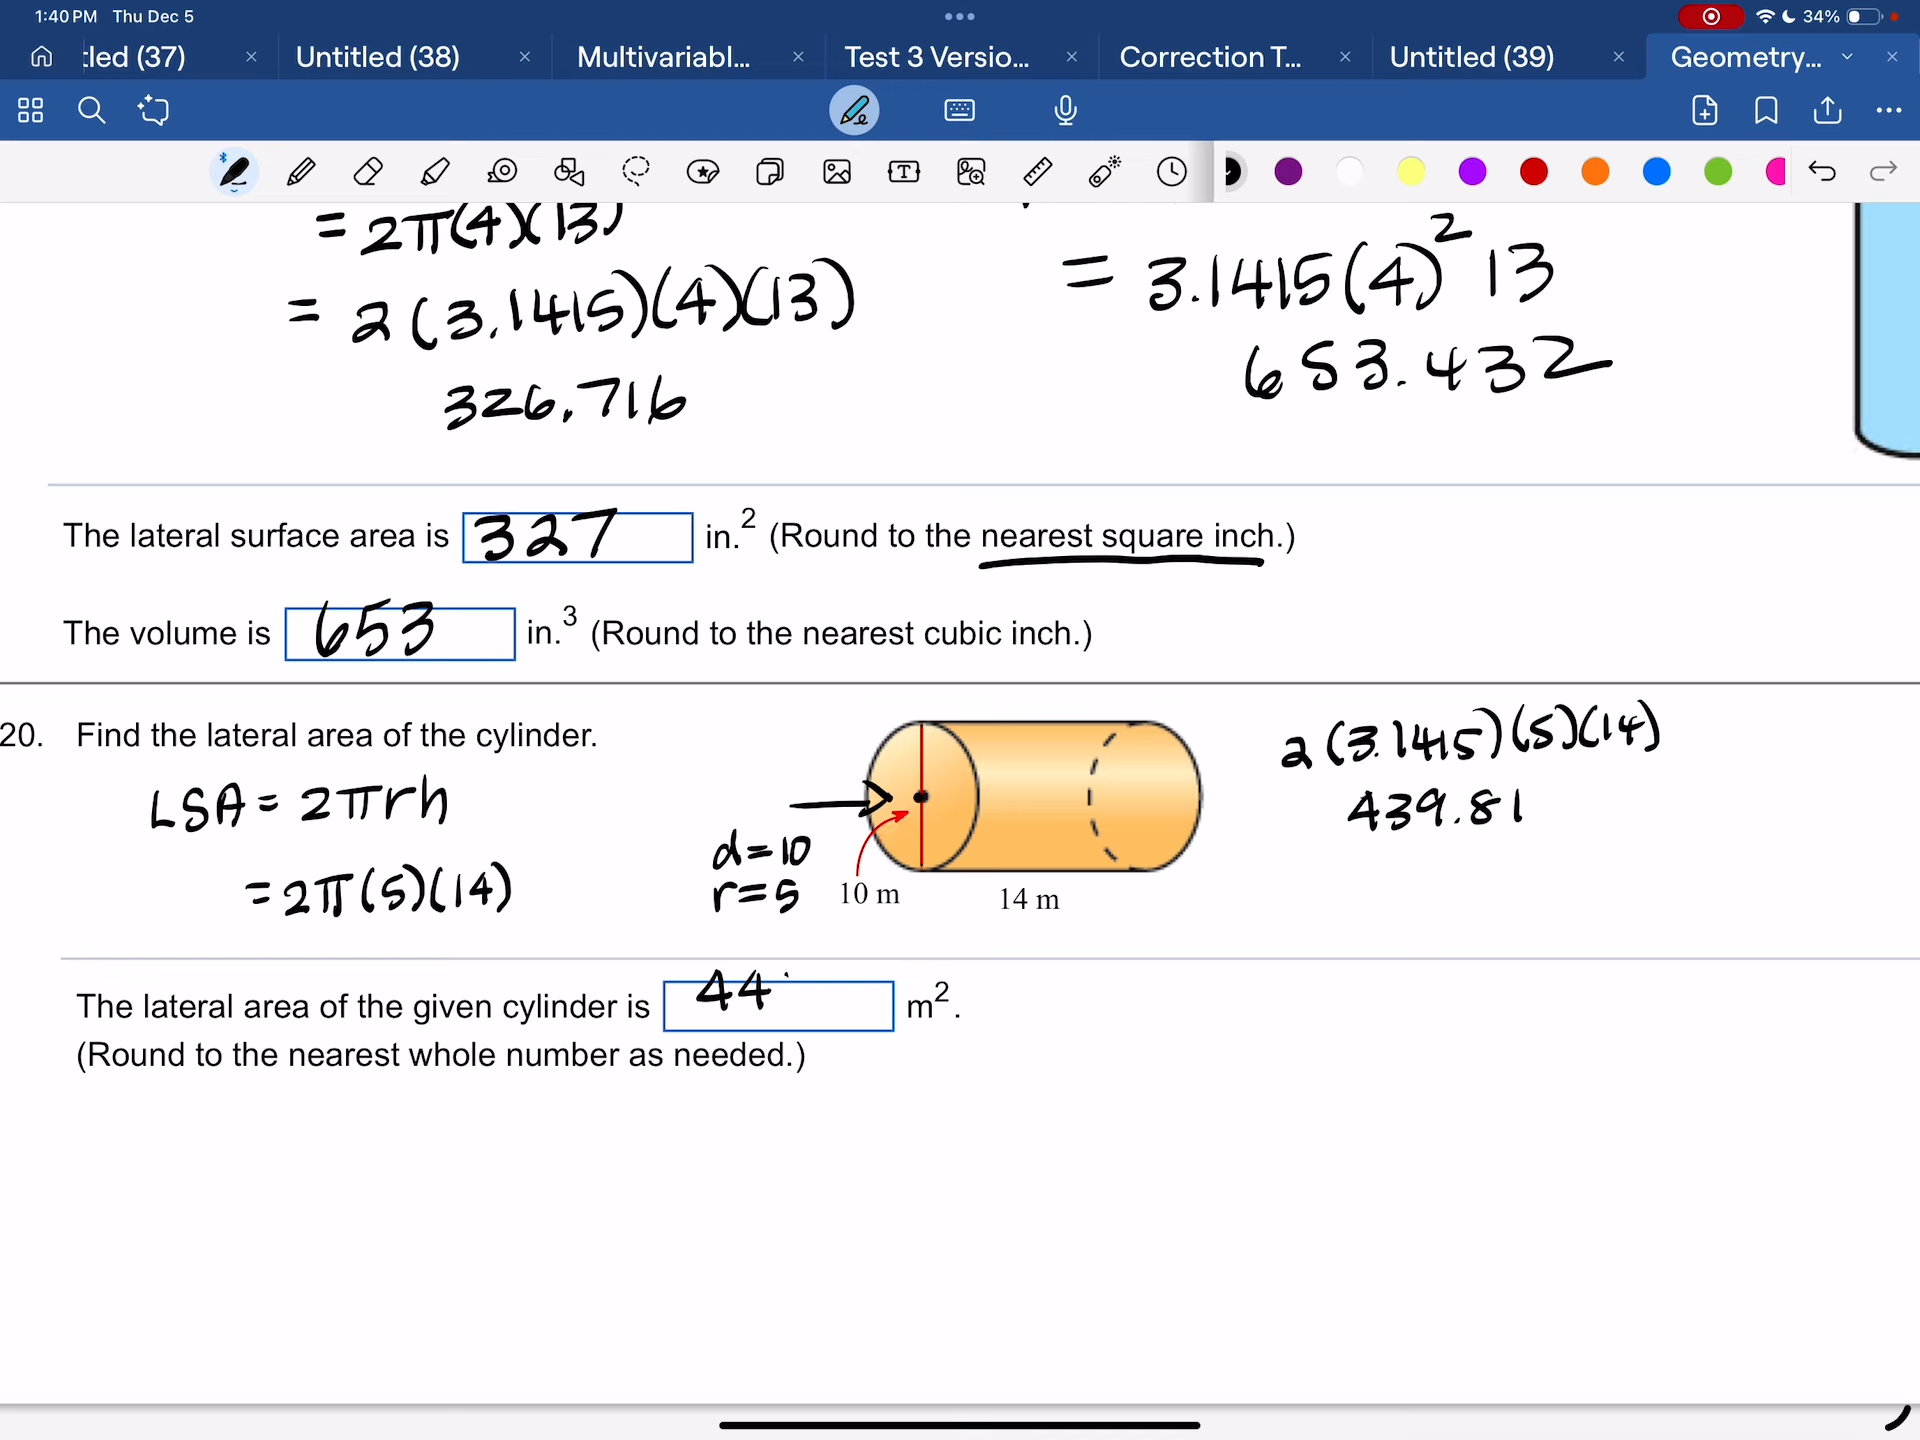 1:40 PM Thu Dec 5
34%
tled (37)
Untitled (38)
Multivariabl...
Test 3 Versio...
Correction T...
Untitled (39)
Geometry...
= 2π(4)(13)
= 2(3.1415)(4)(13)
326.716
= 3.1415(4)² 13
653.432
The lateral surface area is 327 in.² (Round to the nearest square inch.)
The volume is 653 in.³ (Round to the nearest cubic inch.)
20. Find the lateral area of the cylinder.
LSA = 2πrh
= 2π(5)(14)
d=10
r=5
10 m
14 m
2(3.1415)(5)(14)
439.81
The lateral area of the given cylinder is 44 m².
(Round to the nearest whole number as needed.)